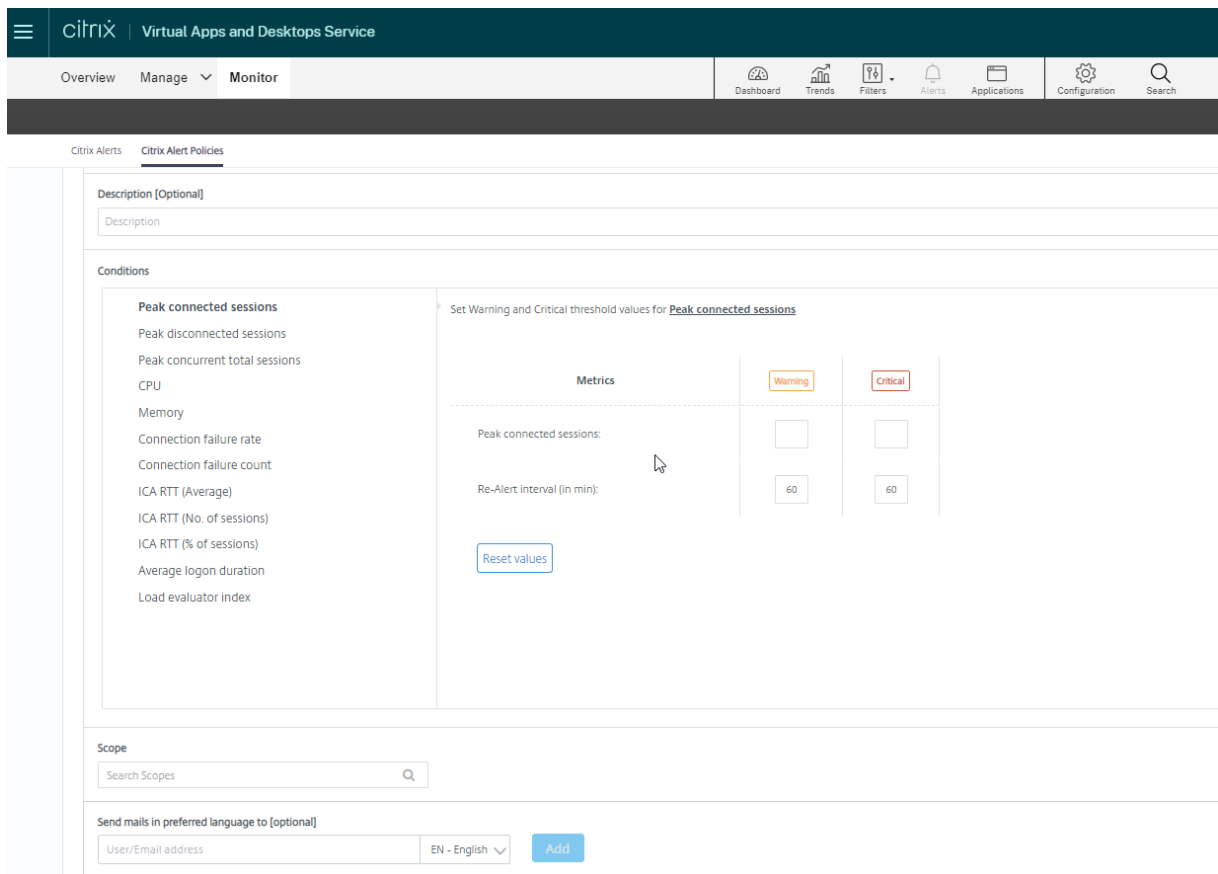 citrix | Virtual Apps and Desktops Service
Overview Manage Monitor
Dashboard Trends Filters Alerts Applications Configuration Search
Citrix Alerts Citrix Alert Policies
Description [Optional]
Description
Conditions
Peak connected sessions
Peak disconnected sessions
Peak concurrent total sessions
CPU
Memory
Connection failure rate
Connection failure count
ICA RTT (Average)
ICA RTT (No. of sessions)
ICA RTT (% of sessions)
Average logon duration
Load evaluator index
Set Warning and Critical threshold values for Peak connected sessions
Metrics Warning Critical
Peak connected sessions:
Re-Alert interval (in min): 60 60
Reset values
Scope
Search Scopes
Send mails in preferred language to [optional]
User/Email address EN - English Add